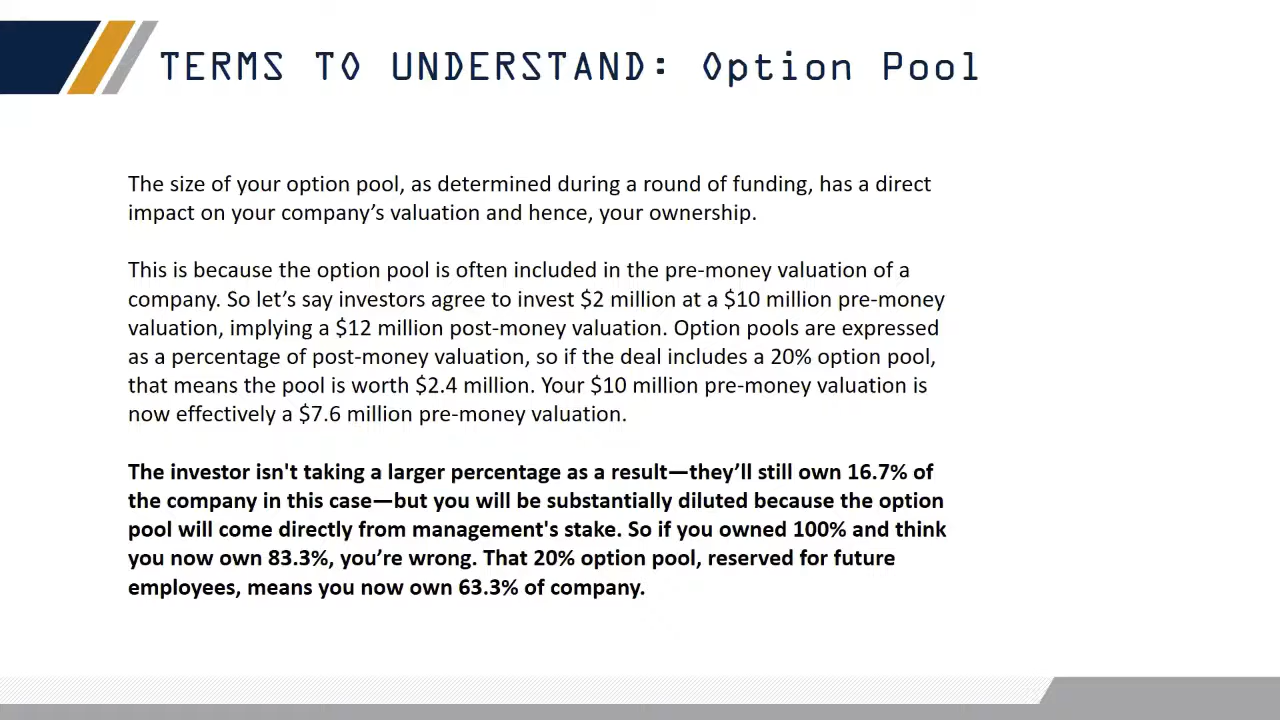 TERMS TO UNDERSTAND: Option Pool
The size of your option pool, as determined during a round of funding, has a direct
impact on your company’s valuation and hence, your ownership.
This is because the option pool is often included in the pre-money valuation of a
company. So let’s say investors agree to invest $2 million at a $10 million pre-money
valuation, implying a $12 million post-money valuation. Option pools are expressed
as a percentage of post-money valuation, so if the deal includes a 20% option pool,
that means the pool is worth $2.4 million. Your $10 million pre-money valuation is
now effectively a $7.6 million pre-money valuation.
The investor isn't taking a larger percentage as a result—they’ll still own 16.7% of
the company in this case—but you will be substantially diluted because the option
pool will come directly from management's stake. So if you owned 100% and think
you now own 83.3%, you’re wrong. That 20% option pool, reserved for future
employees, means you now own 63.3% of company.